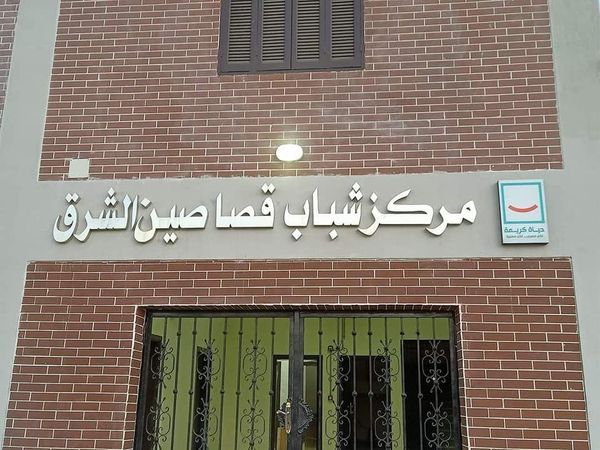 مركز شباب قصاصين الشرق
حياة كريمة